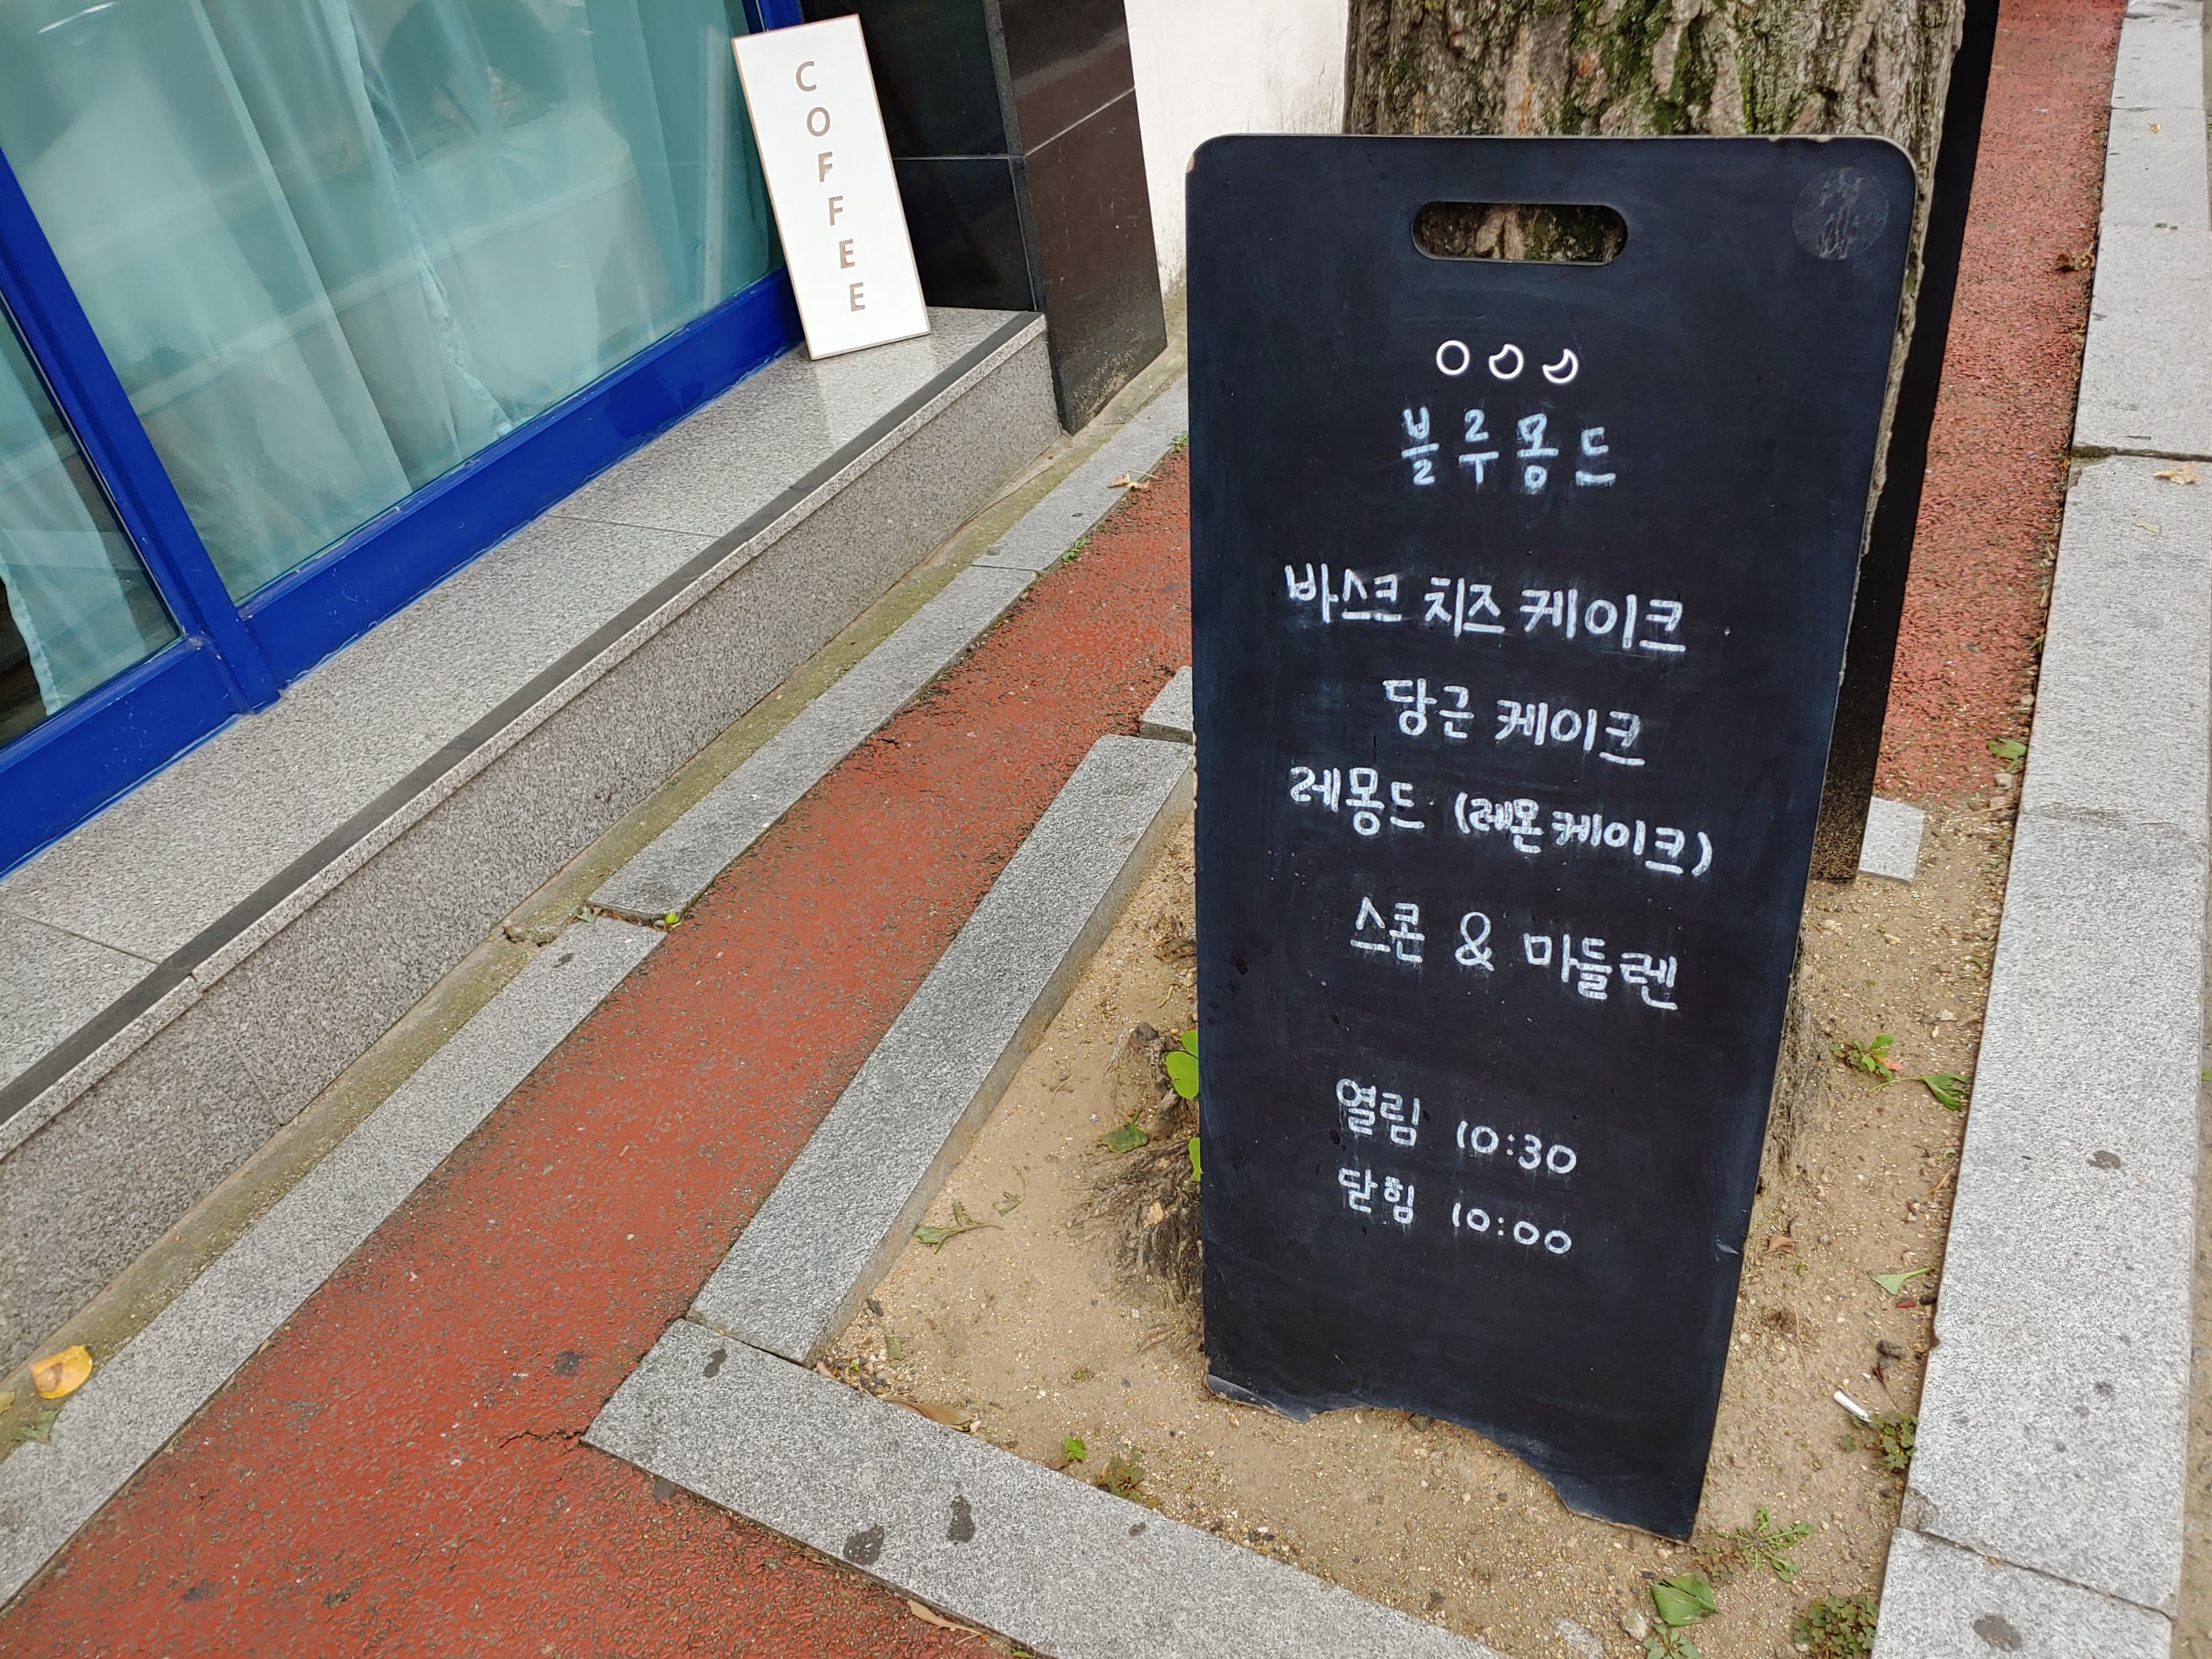 COFFEE
블루몽드
바스크 치즈 케이크
당근 케이크
레몽드 (레몬케이크)
스콘 & 마들렌
열림 10:30
닫힘 10:00